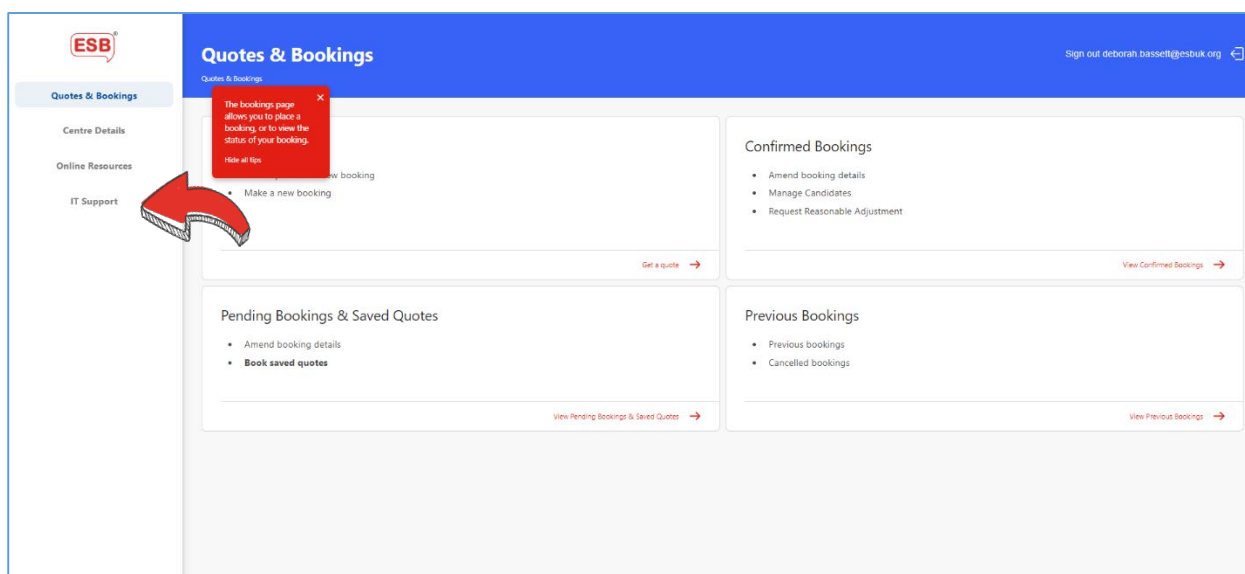 ESB
Quotes & Bookings
Centre Details
Online Resources
IT Support
Quotes & Bookings
Quotes & Bookings
Sign out deborah.bassett@esbuk.org
The bookings page
allows you to place a
booking, or to view the
status of your booking.
Hide all tips
new booking
Make a new booking
Get a quote
Confirmed Bookings
Amend booking details
Manage Candidates
Request Reasonable Adjustment
View Confirmed Bookings
Pending Bookings & Saved Quotes
Amend booking details
Book saved quotes
View Pending Bookings & Saved Quotes
Previous Bookings
Previous bookings
Cancelled bookings
View Previous Bookings